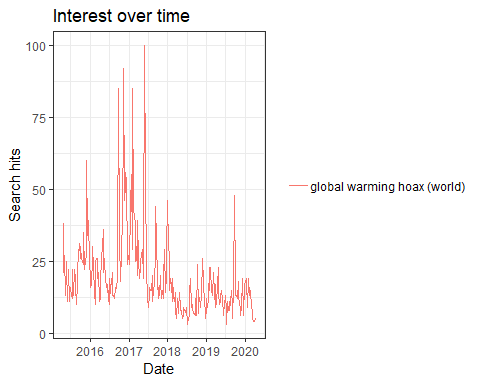 Interest over time
100
75
50
25
0
Search hits
2016 2017 2018 2019 2020
Date
global warming hoax (world)